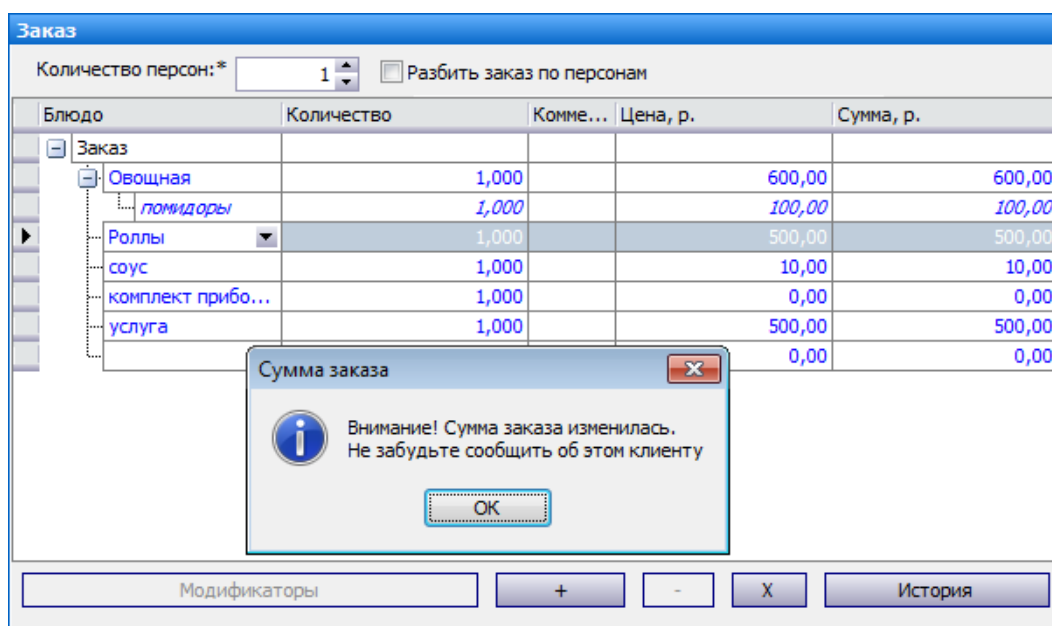 Заказ
Количество персон:* 1 Разбить заказ по персонам
Блюдо Количество Комме... Цена, р. Сумма, р.
Заказ
Овощная 1,000 600,00 600,00
помидоры 1,000 100,00 100,00
Роллы 1,000 500,00 500,00
соус 1,000 10,00 10,00
комплект прибо... 1,000 0,00 0,00
услуга 1,000 500,00 500,00
0,00 0,00
Сумма заказа
Внимание! Сумма заказа изменилась.
Не забудьте сообщить об этом клиенту
OK
Модификаторы + - X История